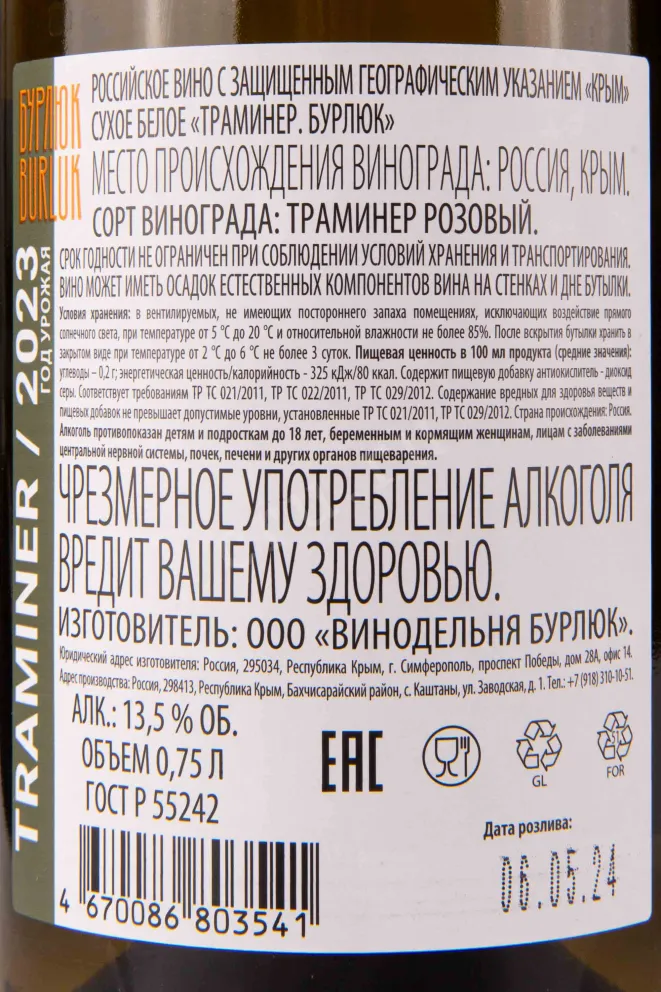 БУРЛЮК
BURLUK
TRAMINER / 2023
ГОД УРОЖАЯ
РОССИЙСКОЕ ВИНО С ЗАЩИЩЕННЫМ ГЕОГРАФИЧЕСКИМ УКАЗАНИЕМ «КРЫМ»
СУХОЕ БЕЛОЕ «ТРАМИНЕР. БУРЛЮК»
МЕСТО ПРОИСХОЖДЕНИЯ ВИНОГРАДА: РОССИЯ, КРЫМ.
СОРТ ВИНОГРАДА: ТРАМИНЕР РОЗОВЫЙ.
СРОК ГОДНОСТИ НЕ ОГРАНИЧЕН ПРИ СОБЛЮДЕНИИ УСЛОВИЙ ХРАНЕНИЯ И ТРАНСПОРТИРОВАНИЯ.
ВИНО МОЖЕТ ИМЕТЬ ОСАДОК ЕСТЕСТВЕННЫХ КОМПОНЕНТОВ ВИНА НА СТЕНКАХ И ДНЕ БУТЫЛКИ.
Условия хранения: в вентилируемых, не имеющих постороннего запаха помещениях, исключающих воздействие прямого
солнечного света, при температуре от 5 °С до 20 °С и относительной влажности не более 85%. После вскрытия бутылки хранить в
закрытом виде при температуре от 2 °С до 6 °С не более 3 суток. Пищевая ценность в 100 мл продукта (средние значения):
углеводы – 0,2 г; энергетическая ценность/калорийность - 325 кДж/80 ккал. Содержит пищевую добавку антиокислитель - диоксид
серы. Соответствует требованиям ТР ТС 021/2011, ТР ТС 022/2011, ТР ТС 029/2012. Содержание вредных для здоровья веществ и
пищевых добавок не превышает допустимые уровни, установленные ТР ТС 021/2011, ТР ТС 029/2012. Страна происхождения: Россия.
Алкоголь противопоказан детям и подросткам до 18 лет, беременным и кормящим женщинам, лицам с заболеваниями
центральной нервной системы, почек, печени и других органов пищеварения.
ЧРЕЗМЕРНОЕ УПОТРЕБЛЕНИЕ АЛКОГОЛЯ
ВРЕДИТ ВАШЕМУ ЗДОРОВЬЮ.
ИЗГОТОВИТЕЛЬ: ООО «ВИНОДЕЛЬНЯ БУРЛЮК».
Юридический адрес изготовителя: Россия, 295034, Республика Крым, г. Симферополь, проспект Победы, дом 28А, офис 14.
Адрес производства: Россия, 298413, Республика Крым, Бахчисарайский район, с. Каштаны, ул. Заводская, д. 1. Тел.: +7 (918) 310-10-51.
АЛК.: 13,5 % ОБ.
ОБЪЕМ 0,75 Л
ГОСТ Р 55242
EAC
GL
51
FOR
Дата розлива:
06.05.24
4 670086 803541